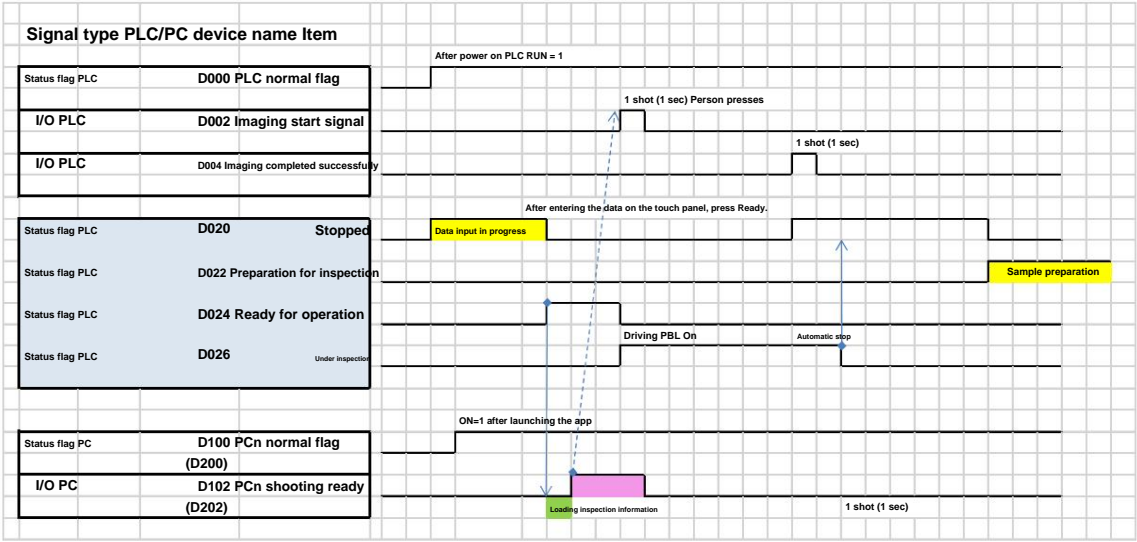 Signal type PLC/PC device name Item
After power on PLC RUN = 1
Status flag PLC D000 PLC normal flag
1 shot (1 sec) Person presses
I/O PLC D002 Imaging start signal
1 shot (1 sec)
I/O PLC D004 Imaging completed successfully
After entering the data on the touch panel, press Ready.
Status flag PLC D020 Stopped Data input in progress
Status flag PLC D022 Preparation for inspection Sample preparation
Status flag PLC D024 Ready for operation
Driving PBL On Automatic stop
Status flag PLC D026 Under inspection
ON=1 after launching the app
Status flag PC D100 PCn normal flag
(D200)
I/O PC D102 PCn shooting ready
(D202) Loading inspection information 1 shot (1 sec)